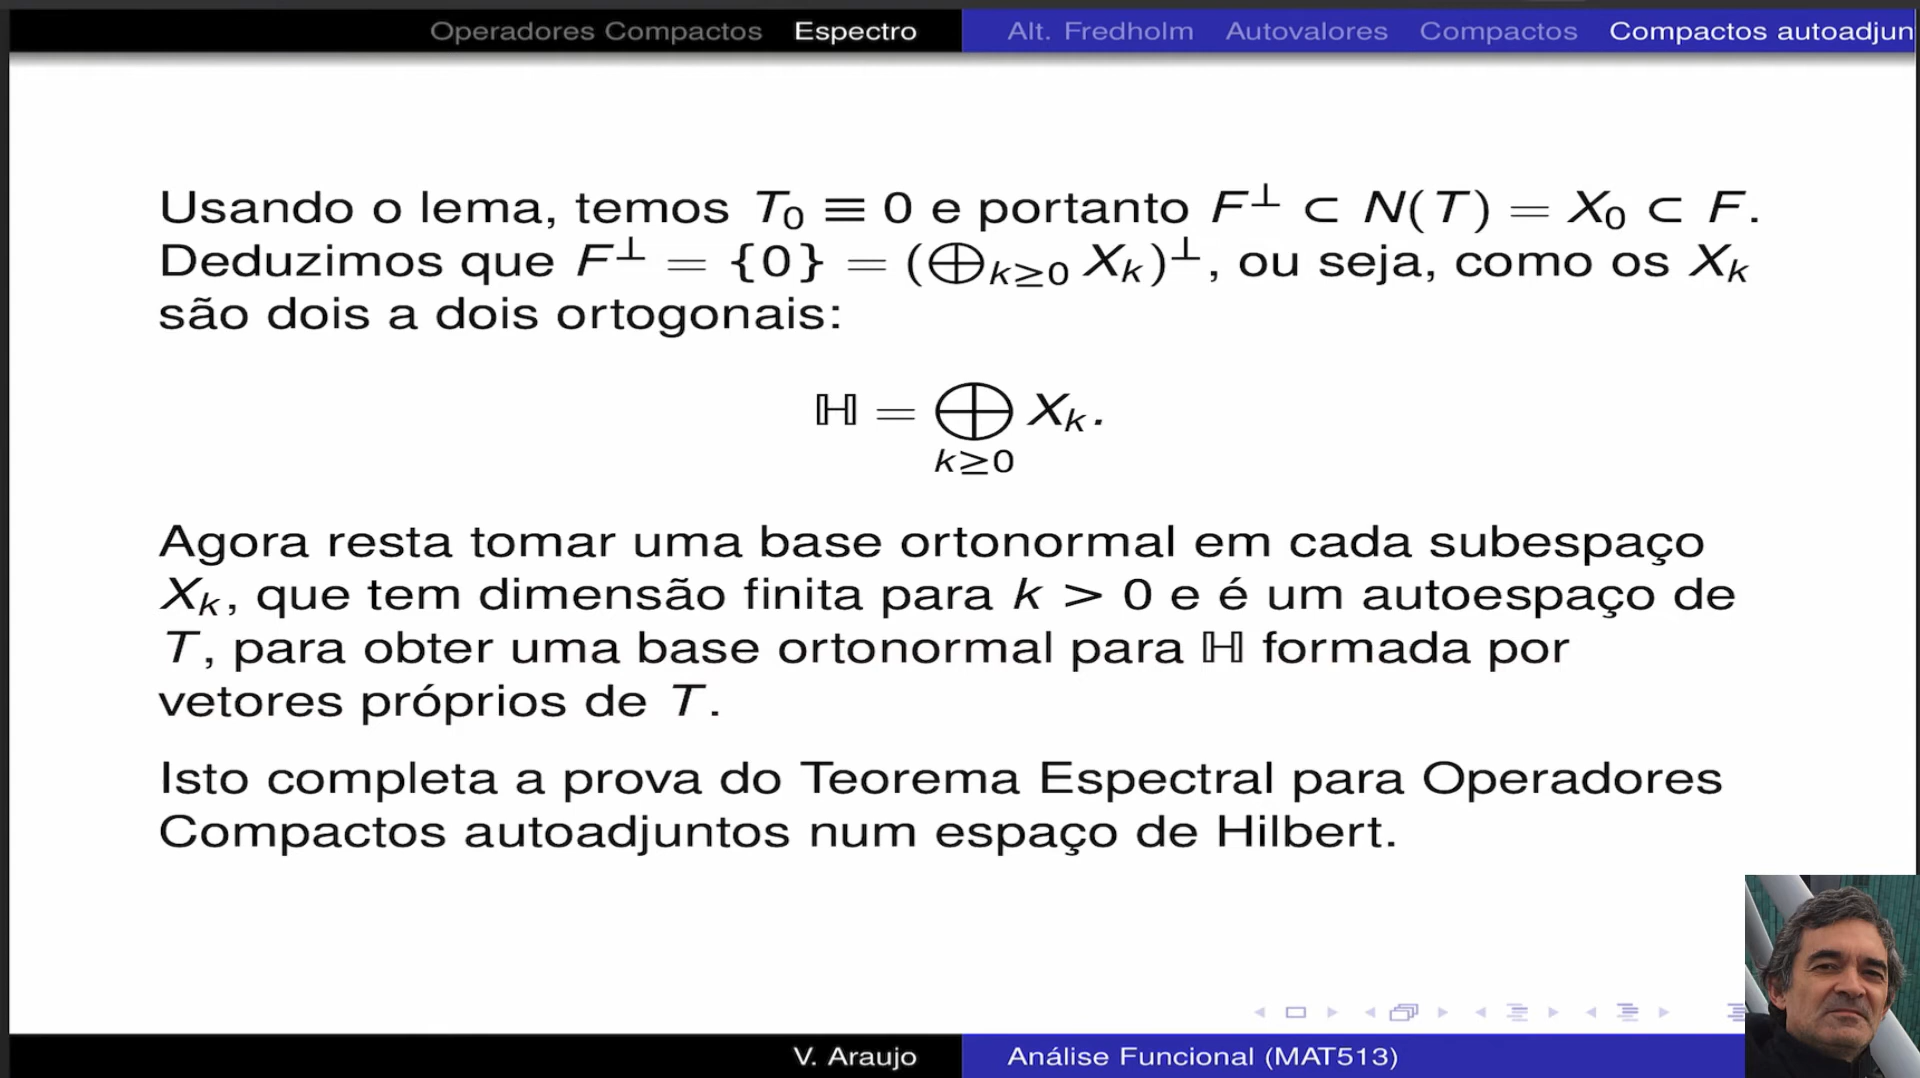 Operadores Compactos Espectro Alt. Fredholm Autovalores Compactos Compactos autoadjun
Usando o lema, temos T₀ ≡ 0 e portanto F⊥ ⊂ N(T) = X₀ ⊂ F.
Deduzimos que F⊥ = {0} = (⊕k≥0 Xk)⊥, ou seja, como os Xk
são dois a dois ortogonais:
ℍ = ⊕ Xk.
k≥0
Agora resta tomar uma base ortonormal em cada subespaço
Xk, que tem dimensão finita para k > 0 e é um autoespaço de
T, para obter uma base ortonormal para ℍ formada por
vetores próprios de T.
Isto completa a prova do Teorema Espectral para Operadores
Compactos autoadjuntos num espaço de Hilbert.
V. Araujo Análise Funcional (MAT513)